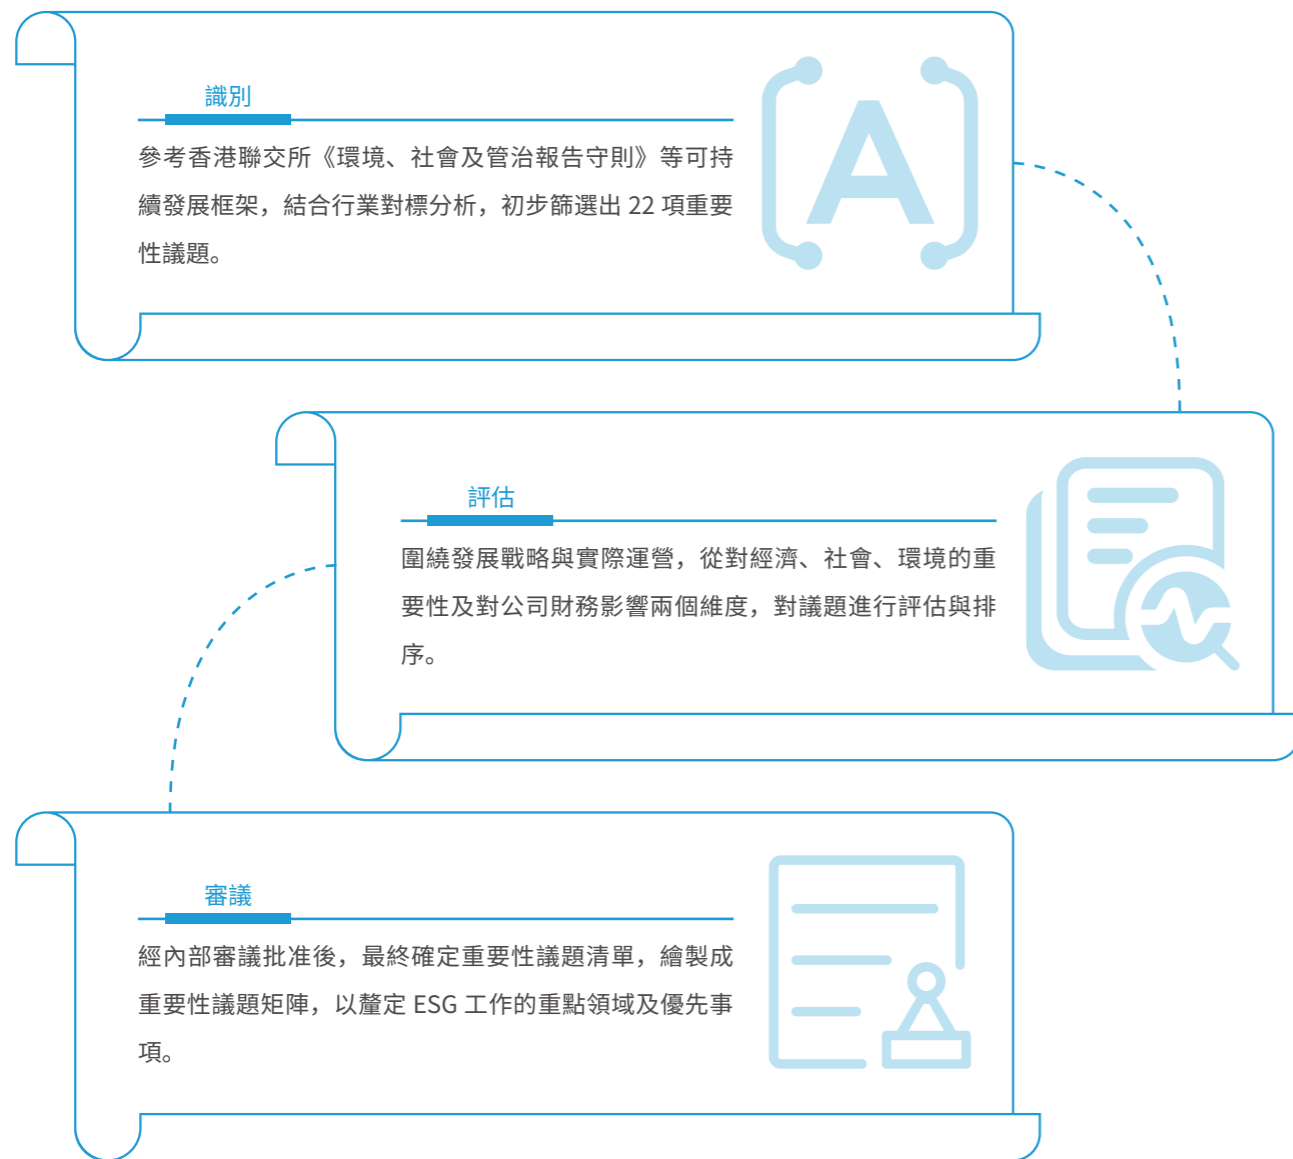 識別
參考香港聯交所《環境、社會及管治報告守則》等可持
續發展框架，結合行業對標分析，初步篩選出 22 項重要
性議題。
評估
圍繞發展戰略與實際運營，從對經濟、社會、環境的重
要性及對公司財務影響兩個維度，對議題進行評估與排
序。
審議
經內部審議批准後，最終確定重要性議題清單，繪製成
重要性議題矩陣，以釐定 ESG 工作的重點領域及優先事
項。